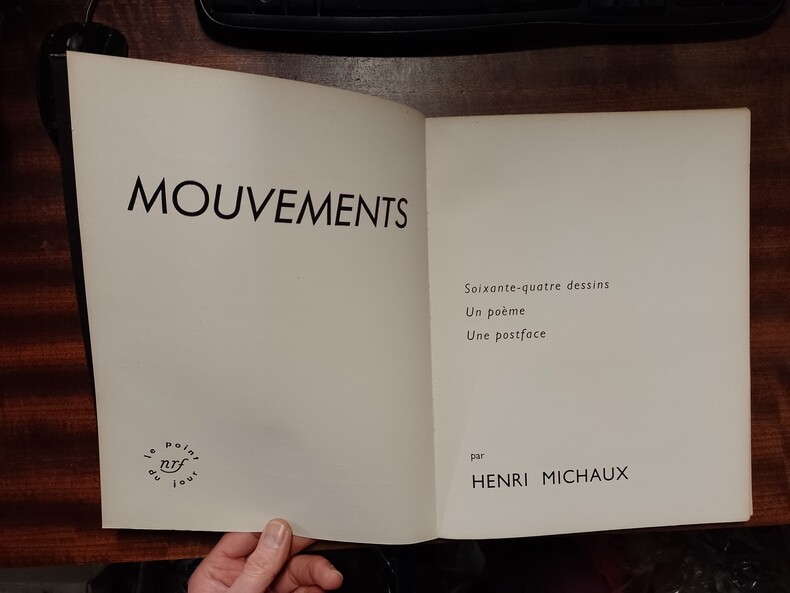 MOUVEMENTS
le point
nrf
du jour
Soixante-quatre dessins
Un poème
Une postface
par
HENRI MICHAUX